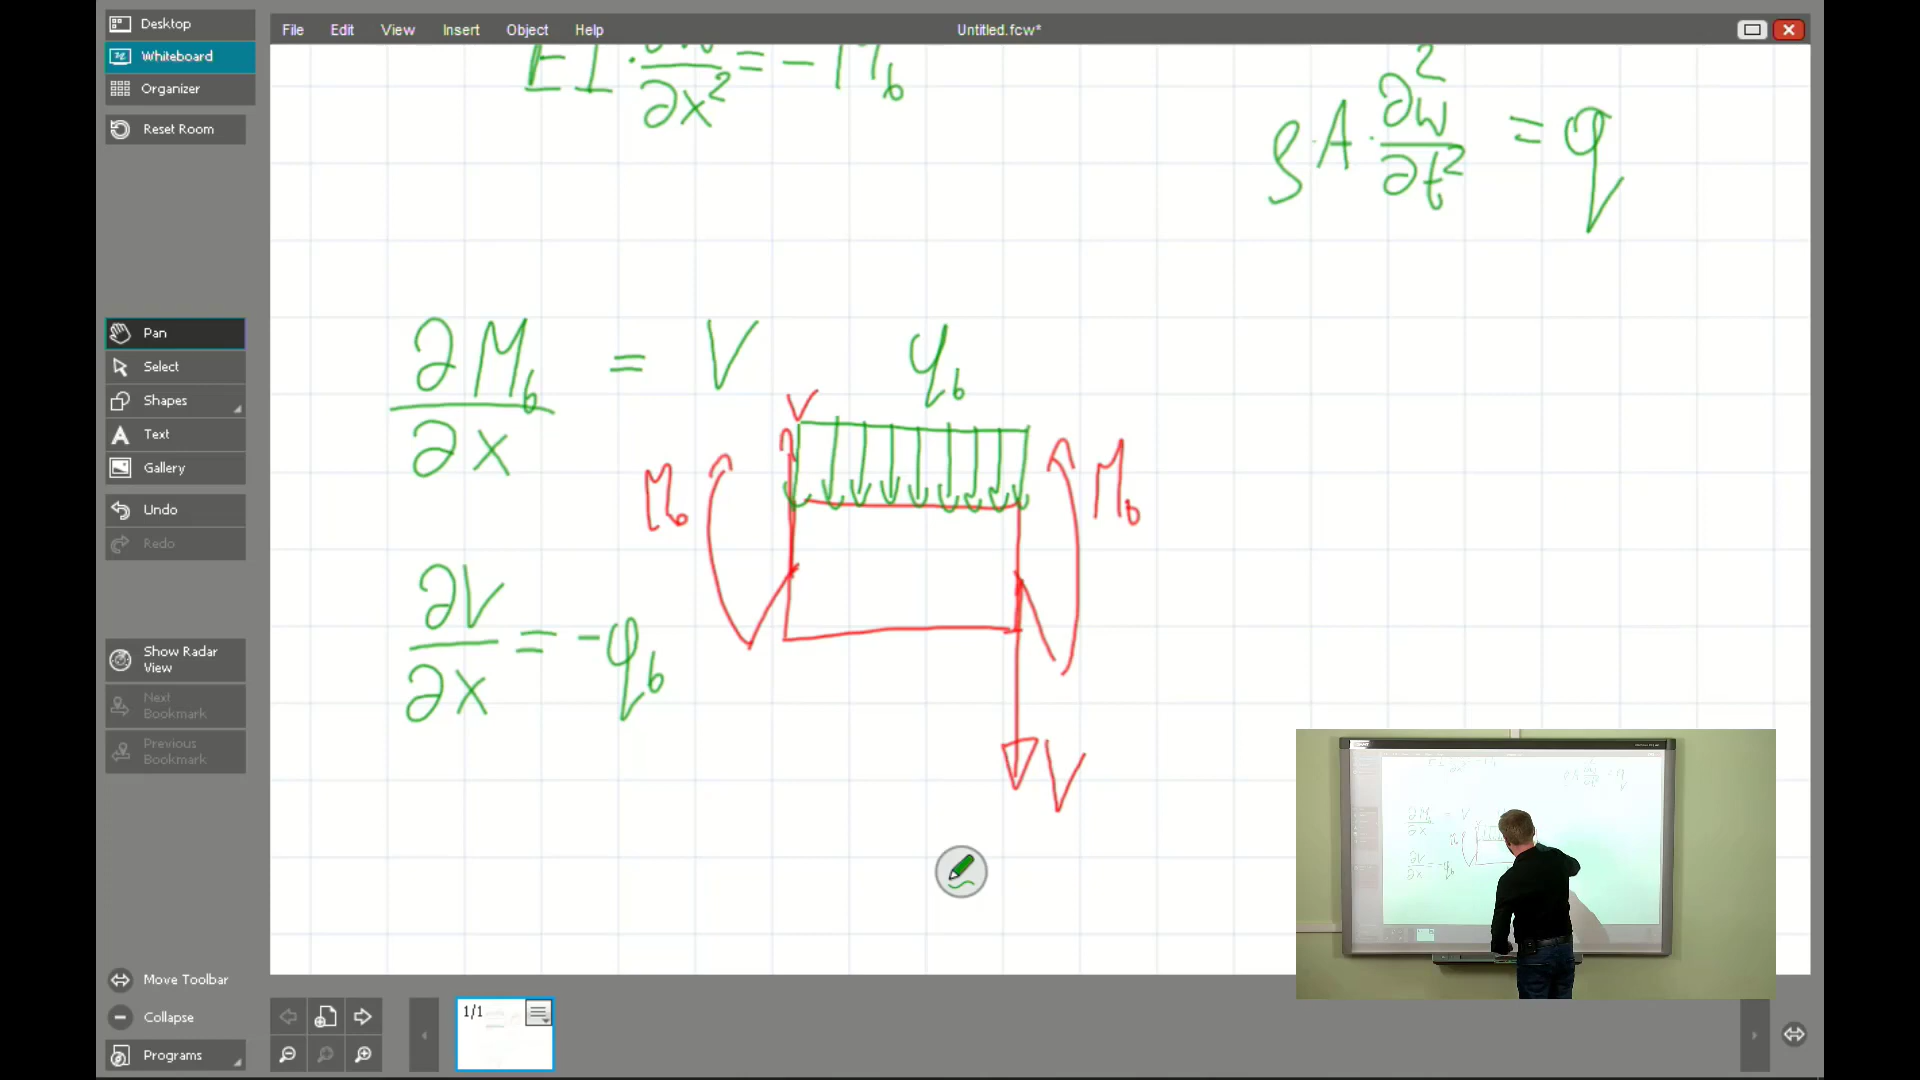 Desktop
Whiteboard
Organizer
Reset Room
File Edit View Insert Object Help
Untitled.fcw*
EI · ∂²w/∂x² = -M_b
ρ·A· ∂²w/∂t² = q
∂M_b/∂x = V
q_b
V
M_b
M_b
∂V/∂x = -q_b
V
Pan
Select
Shapes
Text
Gallery
Undo
Redo
Show Radar
View
Next
Bookmark
Previous
Bookmark
Move Toolbar
Collapse
Programs
1/1